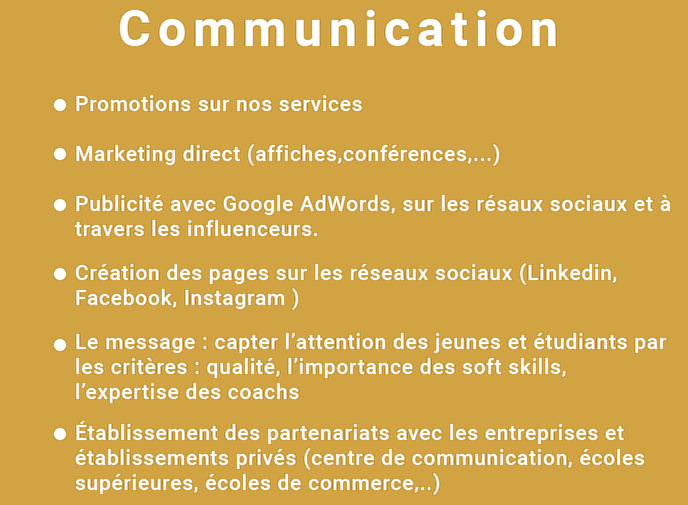 Communication
Promotions sur nos services
Marketing direct (affiches,conférences,...)
Publicité avec Google AdWords, sur les résaux sociaux et à
travers les influenceurs.
Création des pages sur les réseaux sociaux (Linkedin,
Facebook, Instagram )
Le message : capter l’attention des jeunes et étudiants par
les critères : qualité, l’importance des soft skills,
l’expertise des coachs
Établissement des partenariats avec les entreprises et
établissements privés (centre de communication, écoles
supérieures, écoles de commerce,..)